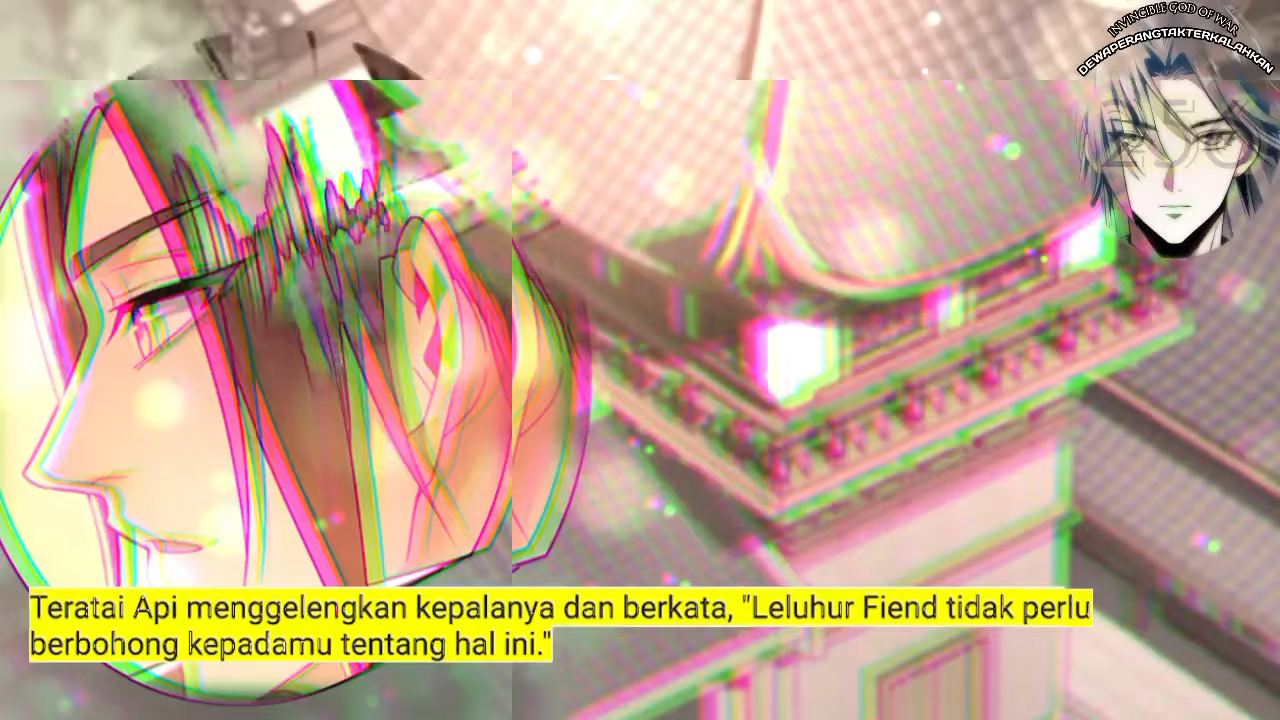 INVINCIBLE GOD OF WAR
DEWAPERANGTAKTERKALAHKAN
256
Teratai Api menggelengkan kepalanya dan berkata, "Leluhur Fiend tidak perlu
berbohong kepadamu tentang hal ini."